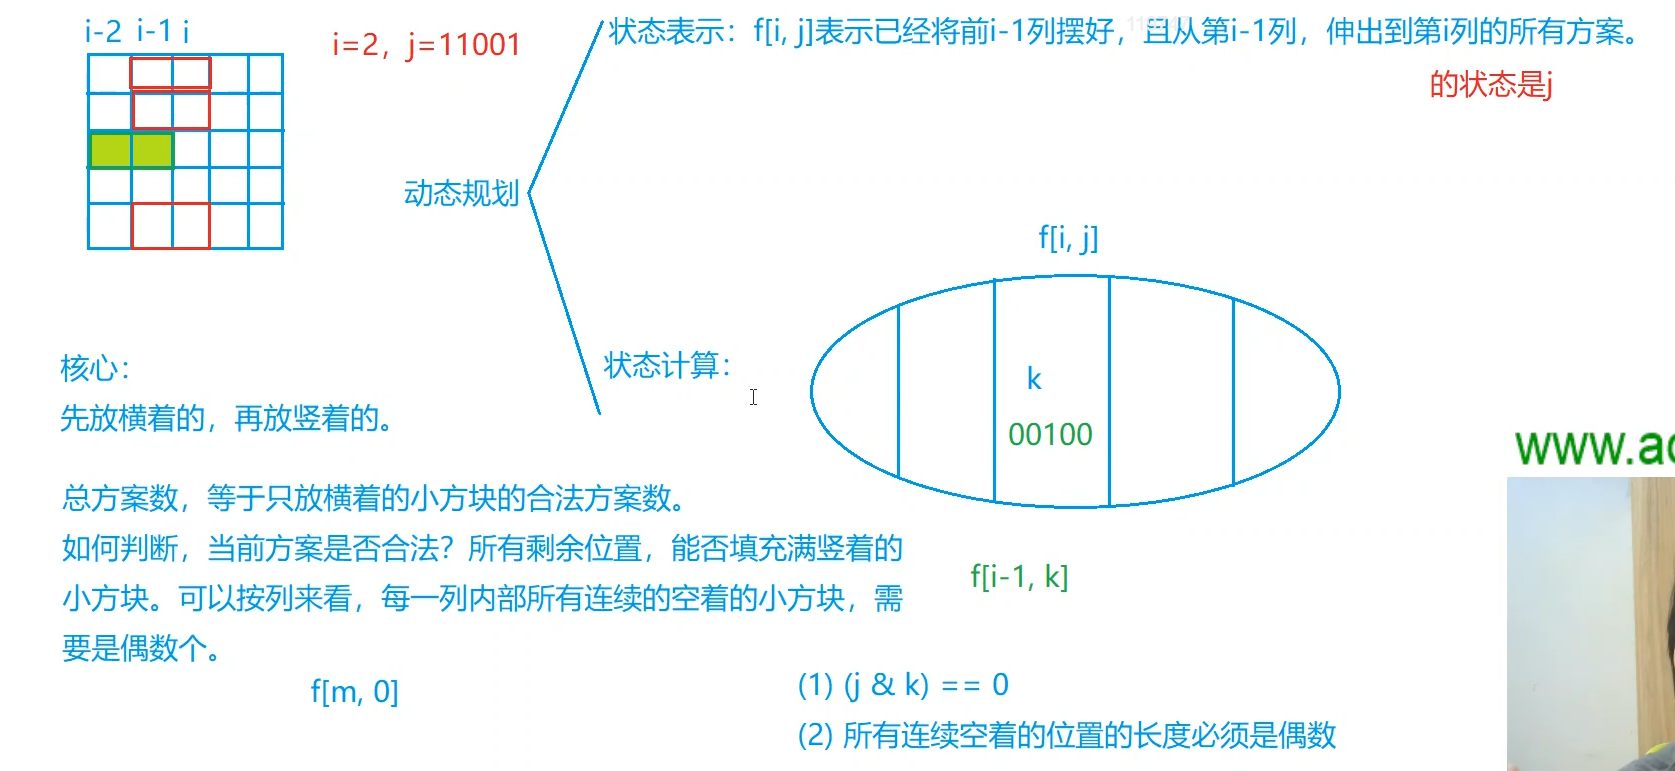 i-2 i-1 i
i=2，j=11001
状态表示：f[i, j]表示已经将前i-1列摆好，且从第i-1列，伸出到第i列的所有方案。
的状态是j
动态规划
f[i, j]
状态计算：
k
00100
核心：
先放横着的，再放竖着的。
www.ac
总方案数，等于只放横着的小方块的合法方案数。
如何判断，当前方案是否合法？所有剩余位置，能否填充满竖着的
小方块。可以按列来看，每一列内部所有连续的空着的小方块，需
要是偶数个。
f[i-1, k]
f[m, 0]
(1) (j & k) == 0
(2) 所有连续空着的位置的长度必须是偶数